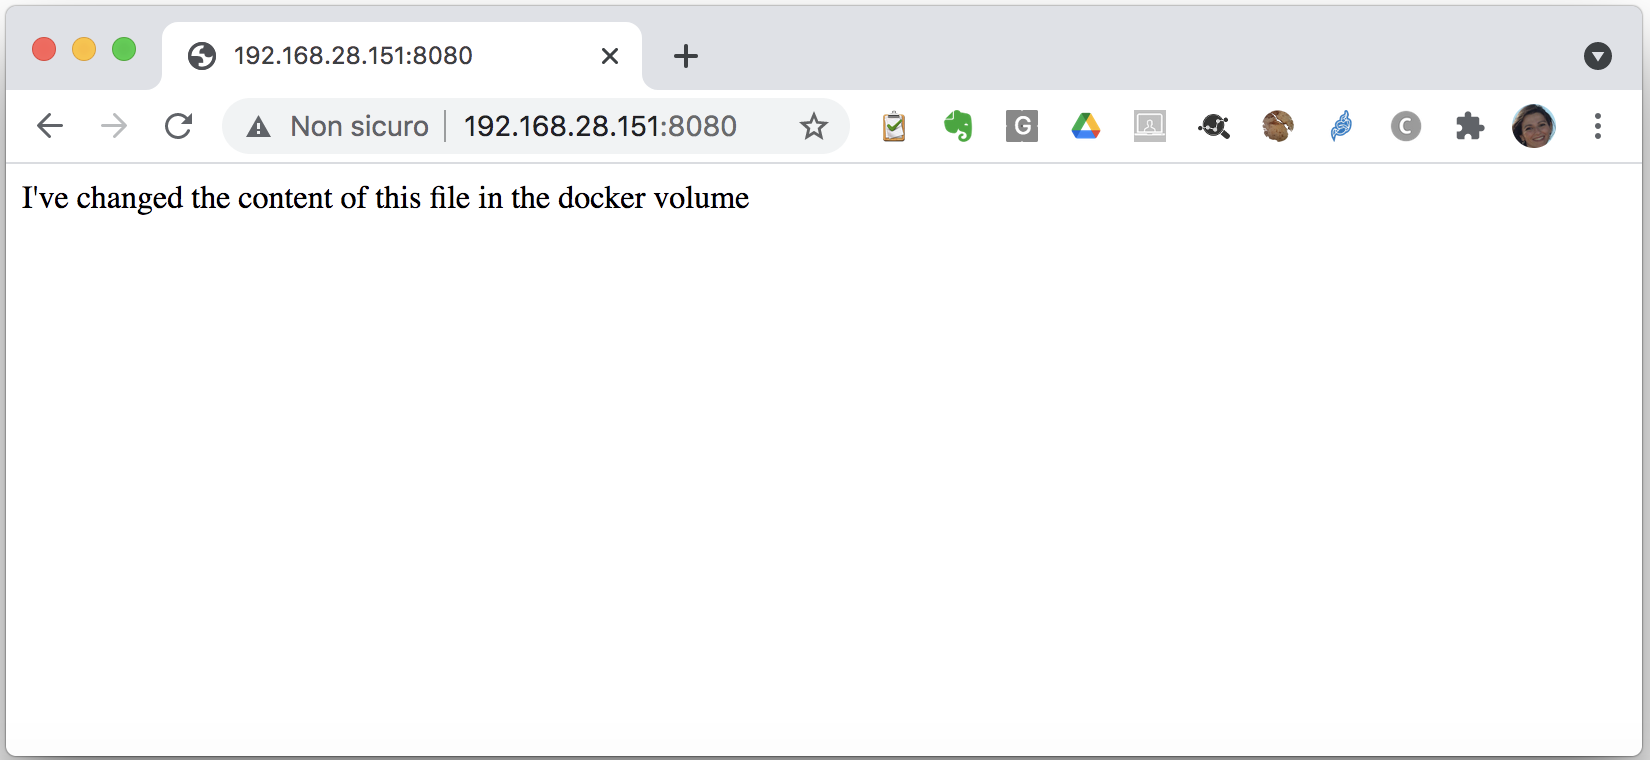 192.168.28.151:8080
Non sicuro 192.168.28.151:8080
G
C
I've changed the content of this file in the docker volume